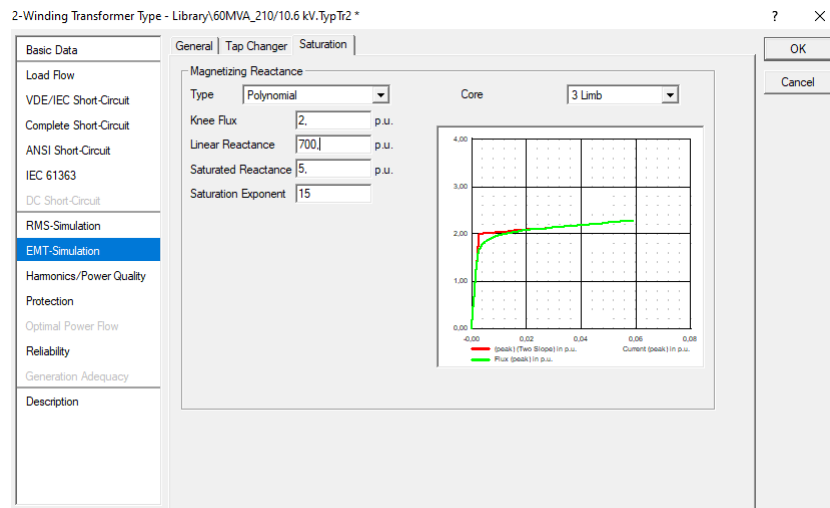 2-Winding Transformer Type - Library\60MVA_210/10.6 kV.TypTr2 * ? ×
Basic Data
Load Flow
VDE/IEC Short-Circuit
Complete Short-Circuit
ANSI Short-Circuit
IEC 61363
DC Short-Circuit
RMS-Simulation
EMT-Simulation
Harmonics/Power Quality
Protection
Optimal Power Flow
Reliability
Generation Adequacy
Description
General Tap Changer Saturation
Magnetizing Reactance
Type Polynomial Core 3 Limb
Knee Flux 2, p.u.
Linear Reactance 700, p.u.
Saturated Reactance 5, p.u.
Saturation Exponent 15
4,00
3,00
2,00
1,00
0,00
-0,00 0,02 0,04 0,06 0,08
(peak) (Two Slope) in p.u. Current (peak) in p.u.
Flux (peak) in p.u.
OK
Cancel